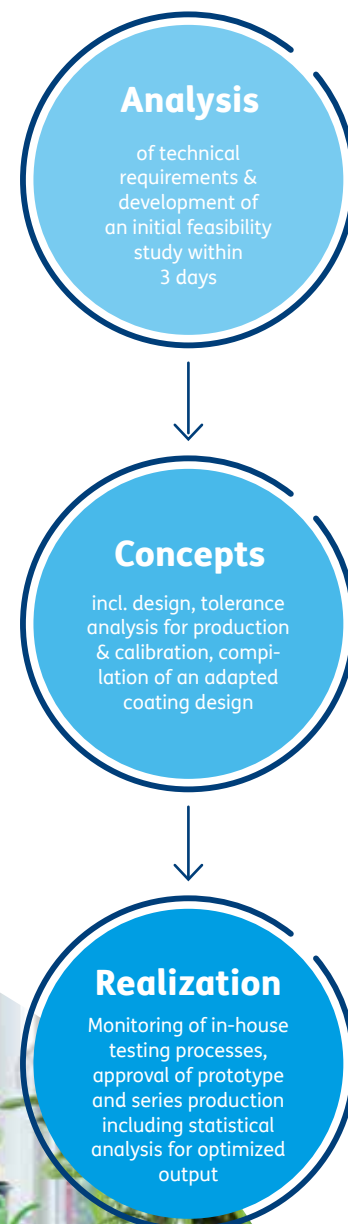 Analysis
of technical
requirements &
development of
an initial feasibility
study within
3 days
Concepts
incl. design, tolerance
analysis for production
& calibration, compi-
lation of an adapted
coating design
Realization
Monitoring of in-house
testing processes,
approval of prototype
and series production
including statistical
analysis for optimized
output